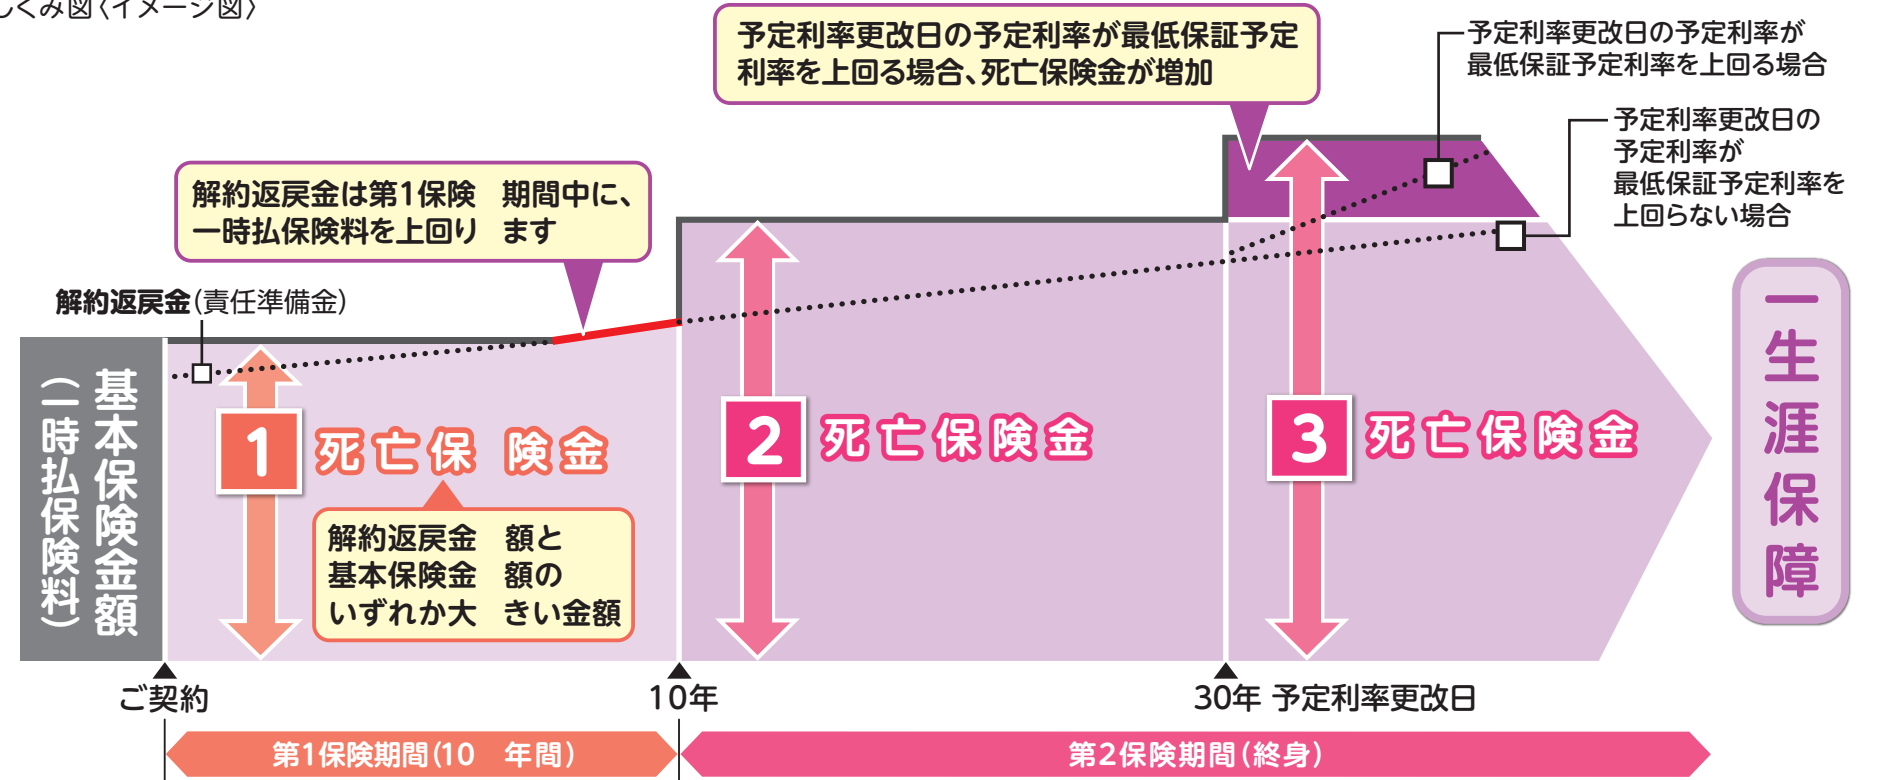 しくみ図〈イメージ図〉
予定利率更改日の予定利率が最低保証予定
利率を上回る場合、死亡保険金が増加
予定利率更改日の予定利率が
最低保証予定利率を上回る場合
予定利率更改日の
予定利率が
最低保証予定利率を
上回らない場合
解約返戻金は第1保険 期間中に、
一時払保険料を上回り ます
解約返戻金(責任準備金)
基本保険金額
(一時払保険料)
1 死亡保 険金
解約返戻金 額と
基本保険金 額の
いずれか大 きい金額
2 死亡保険金
3 死亡保険金
一生涯保障
ご契約
10年
30年 予定利率更改日
第1保険期間(10 年間)
第2保険期間(終身)